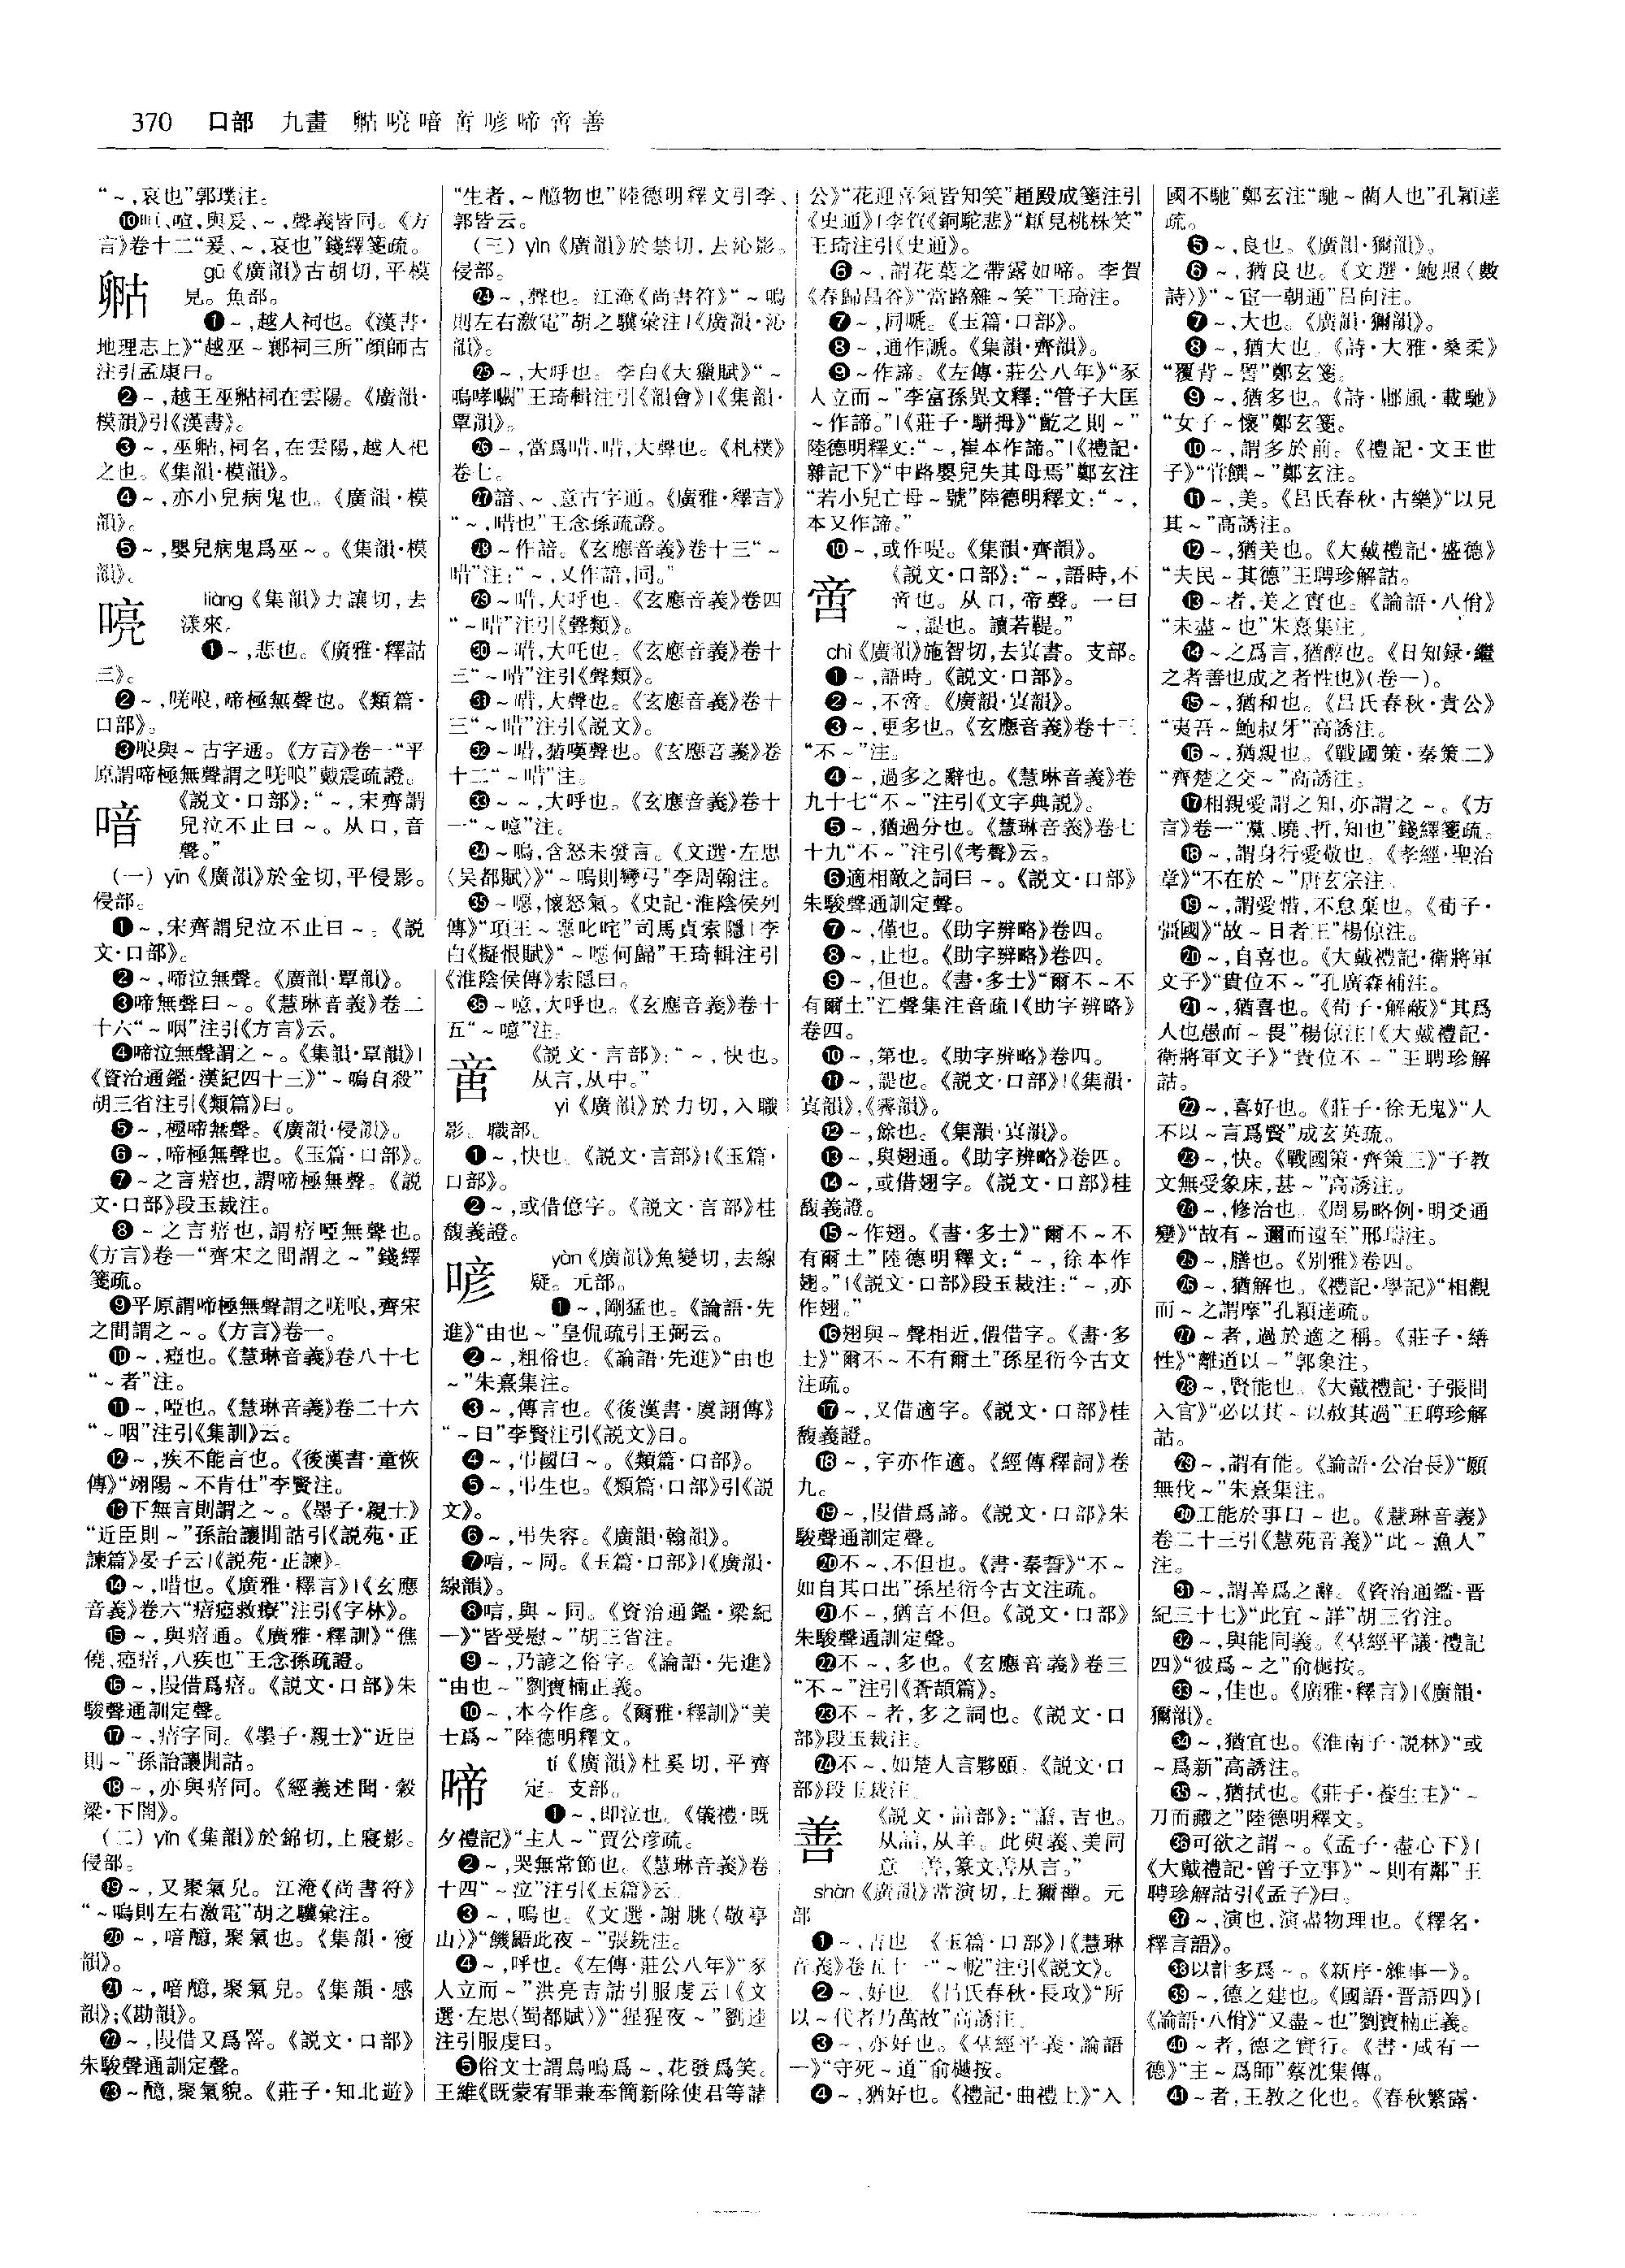 370 口部 九畫 㗕喨喑啻喭啼啻善
“～,哀也”郭璞注。
❿咺、喧,與爰、～,聲義皆同。《方
言》卷十二“爰、～,哀也”錢繹箋疏。
gū《廣韻》古胡切,平模
見。魚部。
❶～,越人祠也。《漢書·
地理志上》“越巫～䣕祠三所”顔師古
注引孟康曰。
❷～,越王巫䣕祠在雲陽。《廣韻·
模韻》引《漢書》。
❸～,巫,祠名,在雲陽,越人祀
之也。《集韻·模韻》。
❹～,亦小兒病鬼也。《廣韻·模
韻》。
❺～,嬰兒病鬼爲巫～。《集韻·模
韻》。
喨
liàng《集韻》力讓切,去
漾來。
❶～,悲也。《廣雅·釋詁
三》。
❷～,咣哴,啼極無聲也。《類篇·
口部》。
❸哴與～古字通。《方言》卷一“平
原謂啼極無聲謂之咣哴”戴震疏證。
喑
《説文·口部》:“～,宋齊謂
兒泣不止曰～。从口,音
聲。”
(一)yīn《廣韻》於金切,平侵影。
侵部。
❶～,宋齊謂兒泣不止曰～。《説
文·口部》。
❷～,啼泣無聲。《廣韻·覃韻》。
❸啼無聲曰～。《慧琳音義》卷二
十六“～咽”注引《方言》云。
❹啼泣無聲謂之～。《集韻·覃韻》|
《資治通鑑·漢紀四十三》“～嗚自殺”
胡三省注引《類篇》曰。
❺～,極啼無聲。《廣韻·侵韻》。
❻～,啼極無聲也。《玉篇·口部》。
❼～之言瘖也,謂啼極無聲。《説
文·口部》段玉裁注。
❽～之言瘖也,謂瘖啞無聲也。
《方言》卷一“齊宋之間謂之～”錢繹
箋疏。
❾平原謂啼極無聲謂之咣哴,齊宋
之間謂之～。《方言》卷一。
❿～,瘂也。《慧琳音義》卷八十七
“～者”注。
⓫～,啞也。《慧琳音義》卷二十六
“～咽”注引《集訓》云。
⓬～,疾不能言也。《後漢書·童恢
傳》“翊陽～不肯仕”李賢注。
⓭下無言則謂之～。《墨子·親士》
“近臣則～”孫詒讓閒詁引《説苑·正
諫篇》晏子云|《説苑·正諫》。
⓮～,唶也。《廣雅·釋言》|《玄應
音義》卷六“瘖瘂救療”注引《字林》。
⓯～,與瘖通。《廣雅·釋訓》“僬
僥、瘂瘖,八疾也”王念孫疏證。
⓰～,叚借爲瘖。《説文·口部》朱
駿聲通訓定聲。
⓱～,瘖字同。《墨子·親士》“近臣
則～”孫詒讓閒詁。
⓲～,亦與瘖同。《經義述聞·穀
梁·下闇》。
(二)yǐn《集韻》於錦切,上寑影。
侵部。
⓳～,又聚氣皃。江淹《尚書符》
“～嗚則左右激電”胡之驥彙注。
⓴～,喑醷,聚氣也。《集韻·寑
韻》。
㉑～,喑醷,聚氣皃。《集韻·感
韻》;《勘韻》。
㉒～,叚借又爲䛳。《説文·口部》
朱駿聲通訓定聲。
㉓～醷,聚氣貌。《莊子·知北遊》
“生者,～醷物也”陸德明釋文引李、
郭皆云。
(三)yìn《廣韻》於禁切,去沁影。
侵部。
㉔～,聲也。江淹《尚書符》“～嗚
則左右激電”胡之驥彙注|《廣韻·沁
韻》。
㉕～,大呼也。李白《大獵賦》“～
嗚哮嚈”王琦輯注引《韻會》|《集韻·
覃韻》。
㉖～,當爲唶,唶,大聲也。《札樸》
卷七。
㉗諳、～、意古字通。《廣雅·釋言》
“～,唶也”王念孫疏證。
㉘～作諳。《玄應音義》卷十三“～
唶”注:“～,又作諳,同。”
㉙～唶,大呼也。《玄應音義》卷四
“～唶”注引《聲類》。
㉚～唶,大吒也。《玄應音義》卷十
三“～唶”注引《聲類》。
㉛～唶,大聲也。《玄應音義》卷十
三“～唶”注引《説文》。
㉜～唶,猶嘆聲也。《玄應音義》卷
十二“～唶”注。
㉝～～,大呼也。《玄應音義》卷十
一“～噫”注。
㉞～嗚,含怒未發言。《文選·左思
〈吴都賦〉》“～嗚則彎弓”李周翰注。
㉟～噁,懷怒氣。《史記·淮陰侯列
傳》“項王～噁叱咤”司馬貞索隱|李
白《擬恨賦》“～噁何歸”王琦輯注引
《淮陰侯傳》索隱曰。
㊱～噫,大呼也。《玄應音義》卷十
五“～噫”注。
《説文·言部》:“～,快也。
从言,从中。”
yì《廣韻》於力切,入職
影。職部。
❶～,快也。《説文·言部》|《玉篇·
口部》。
❷～,或借億字。《説文·言部》桂
馥義證。
喭
yàn《廣韻》魚變切,去線
疑。元部。
❶～,剛猛也。《論語·先
進》“由也～”皇侃疏引王弼云。
❷～,粗俗也。《論語·先進》“由也
～”朱熹集注。
❸～,傳言也。《後漢書·虞詡傳》
“～曰”李賢注引《説文》曰。
❹～,弔國曰～。《類篇·口部》。
❺～,弔生也。《類篇·口部》引《説
文》。
❻～,弔失容。《廣韻·翰韻》。
❼唁,～同。《玉篇·口部》|《廣韻·
線韻》。
❽唁,與～同。《資治通鑑·梁紀
一》“皆受慰～”胡三省注。
❾～,乃諺之俗字。《論語·先進》
“由也～”劉寶楠正義。
❿～,本今作彦。《爾雅·釋訓》“美
士爲～”陸德明釋文。
啼
tí《廣韻》杜奚切,平齊
定。支部。
❶～,即泣也。《儀禮·既
夕禮記》“主人～”賈公彦疏。
❷～,哭無常節也。《慧琳音義》卷
十四“～泣”注引《玉篇》云。
❸～,鳴也。《文選·謝朓〈敬亭
山〉》“饑鼯此夜～”張銑注。
❹～,呼也。《左傳·莊公八年》“豕
人立而～”洪亮吉詁引服虔云|《文
選·左思〈蜀都賦〉》“猩猩夜～”劉逵
注引服虔曰。
❺俗文士謂鳥鳴爲～,花發爲笑。
王維《既蒙宥罪兼奉簡新除使君等諸
公》“花迎喜氣皆知笑”趙殿成箋注引
《史通》|李賀《銅駝悲》“厭見桃株笑”
王琦注引《史通》。
❻～,謂花葉之帶露如啼。李賀
《春歸昌谷》“當路雜～笑”王琦注。
❼～,同嗁。《玉篇·口部》。
❽～,通作謕。《集韻·齊韻》。
❾～作諦。《左傳·莊公八年》“豕
人立而～”李富孫異文釋:“管子大匡
～作諦。”|《莊子·駢拇》“齕之則～”
陸德明釋文:“～,崔本作諦。”|《禮記·
雜記下》“中路嬰兒失其母焉”鄭玄注
“若小兒亡母～號”陸德明釋文:“～,
本又作諦。”
❿～,或作哫。《集韻·齊韻》。
啻
《説文·口部》:“～,語時,不
啻也。从口,帝聲。一曰
～,諟也。讀若鞮。”
chì《廣韻》施智切,去寘書。支部。
❶～,語時。《説文·口部》。
❷～,不啻。《廣韻·寘韻》。
❸～,更多也。《玄應音義》卷十三
“不～”注。
❹～,過多之辭也。《慧琳音義》卷
九十七“不～”注引《文字典説》。
❺～,猶過分也。《慧琳音義》卷七
十九“不～”注引《考聲》云。
❻適相敵之詞曰～。《説文·口部》
朱駿聲通訓定聲。
❼～,僅也。《助字辨略》卷四。
❽～,止也。《助字辨略》卷四。
❾～,但也。《書·多士》“爾不～不
有爾土”江聲集注音疏|《助字辨略》
卷四。
❿～,第也。《助字辨略》卷四。
⓫～,諟也。《説文·口部》|《集韻·
寘韻》,《霽韻》。
⓬～,餘也。《集韻·寘韻》。
⓭～,與翅通。《助字辨略》卷四。
⓮～,或借翅字。《説文·口部》桂
馥義證。
⓯～作翅。《書·多士》“爾不～不
有爾土”陸德明釋文:“～,徐本作
翅。”|《説文·口部》段玉裁注:“～,亦
作翅。”
⓰翅與～聲相近,假借字。《書·多
士》“爾不～不有爾土”孫星衍今古文
注疏。
⓱～,又借適字。《説文·口部》桂
馥義證。
⓲～,字亦作適。《經傳釋詞》卷
九。
⓳～,叚借爲諦。《説文·口部》朱
駿聲通訓定聲。
⓴不～,不但也。《書·秦誓》“不～
如自其口出”孫星衍今古文注疏。
㉑不～,猶言不但。《説文·口部》
朱駿聲通訓定聲。
㉒不～,多也。《玄應音義》卷三
“不～”注引《蒼頡篇》。
㉓不～者,多之詞也。《説文·口
部》段玉裁注。
㉔不～,如楚人言夥頤。《説文·口
部》段玉裁注。
善
《説文·誩部》:“譱,吉也。
从誩,从羊。此與義、美同
意。善,篆文善从言。”
shàn《廣韻》常演切,上獮禪。元
部
❶～,吉也。《玉篇·口部》|《慧琳
音義》卷五十一“～軶”注引《説文》。
❷～,好也。《吕氏春秋·長攻》“所
以～代者乃萬故”高誘注。
❸～,亦好也。《羣經平義·論語
一》“守死～道”俞樾按。
❹～,猶好也。《禮記·曲禮上》“入
國不馳”鄭玄注“馳～藺人也”孔穎達
疏。
❺～,良也。《廣韻·獮韻》。
❻～,猶良也。《文選·鮑照〈數
詩〉》“～宦一朝通”吕向注。
❼～,大也。《廣韻·獮韻》。
❽～,猶大也。《詩·大雅·桑柔》
“覆背～詈”鄭玄箋。
❾～,猶多也。《詩·鄘風·載馳》
“女子～懷”鄭玄箋。
❿～,謂多於前。《禮記·文王世
子》“嘗饌～”鄭玄注。
⓫～,美。《吕氏春秋·古樂》“以見
其～”高誘注。
⓬～,猶美也。《大戴禮記·盛德》
“夫民～其德”王聘珍解詁。
⓭～者,美之實也。《論語·八佾》
“未盡～也”朱熹集注。
⓮～之爲言,猶醇也。《日知録·繼
之者善也成之者性也》(卷一)。
⓯～,猶和也。《吕氏春秋·貴公》
“夷吾～鮑叔牙”高誘注。
⓰～,猶親也。《戰國策·秦策二》
“齊楚之交～”高誘注。
⓱相親愛謂之知,亦謂之～。《方
言》卷一“黨、曉、哲,知也”錢繹箋疏。
⓲～,謂身行愛敬也。《孝經·聖治
章》“不在於～”唐玄宗注。
⓳～,謂愛惜,不怠棄也。《荀子·
彊國》“故～日者王”楊倞注。
⓴～,自喜也。《大戴禮記·衛將軍
文子》“貴位不～”孔廣森補注。
㉑～,猶喜也。《荀子·解蔽》“其爲
人也愚而～畏”楊倞注|《大戴禮記·
衛將軍文子》“貴位不～”王聘珍解
詁。
㉒～,喜好也。《莊子·徐无鬼》“人
不以～言爲賢”成玄英疏。
㉓～,快。《戰國策·齊策三》“子教
文無受象床,甚～”高誘注。
㉔～,修治也。《周易略例·明爻通
變》“故有～邇而遠至”邢璹注。
㉕～,膳也。《别雅》卷四。
㉖～,猶解也。《禮記·學記》“相觀
而～之謂摩”孔穎達疏。
㉗～者,過於適之稱。《莊子·繕
性》“離道以～”郭象注。
㉘～,賢能也。《大戴禮記·子張問
入官》“必以其～以赦其過”王聘珍解
詁。
㉙～,謂有能。《論語·公冶長》“願
無伐～”朱熹集注。
㉚工能於事曰～也。《慧琳音義》
卷二十三引《慧苑音義》“此～漁人”
注。
㉛～,謂善爲之辭。《資治通鑑·晋
紀三十七》“此宜～詳”胡三省注。
㉜～,與能同義。《羣經平議·禮記
四》“彼爲～之”俞樾按。
㉝～,佳也。《廣雅·釋言》|《廣韻·
獮韻》。
㉞～,猶宜也。《淮南子·説林》“或
～爲新”高誘注。
㉟～,猶拭也。《莊子·養生主》“～
刀而藏之”陸德明釋文。
㊱可欲之謂～。《孟子·盡心下》|
《大戴禮記·曾子立事》“～則有鄰”王
聘珍解詁引《孟子》曰。
㊲～,演也,演盡物理也。《釋名·
釋言語》。
㊳以計多爲～。《新序·雜事一》。
㊴～,德之建也。《國語·晋語四》|
《論語·八佾》“又盡～也”劉寶楠正義。
㊵～者,德之實行。《書·咸有一
德》“主～爲師”蔡沈集傳。
㊶～者,王教之化也。《春秋繁露·